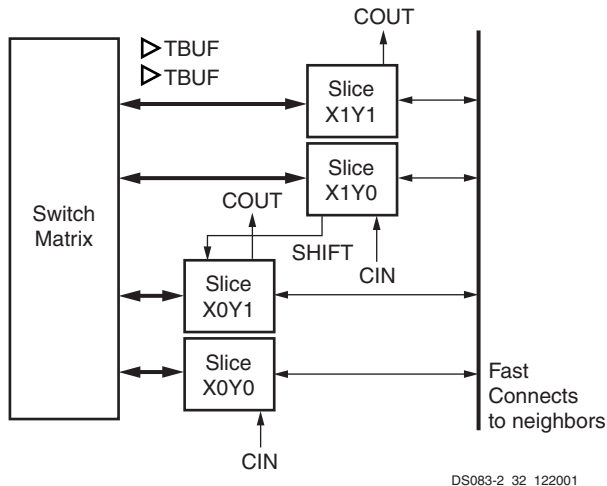 COUT
TBUF
TBUF
Slice
X1Y1
Slice
X1Y0
Switch
Matrix
COUT
SHIFT
CIN
Slice
X0Y1
Slice
X0Y0
Fast
Connects
to neighbors
CIN
DS083-2_32_122001